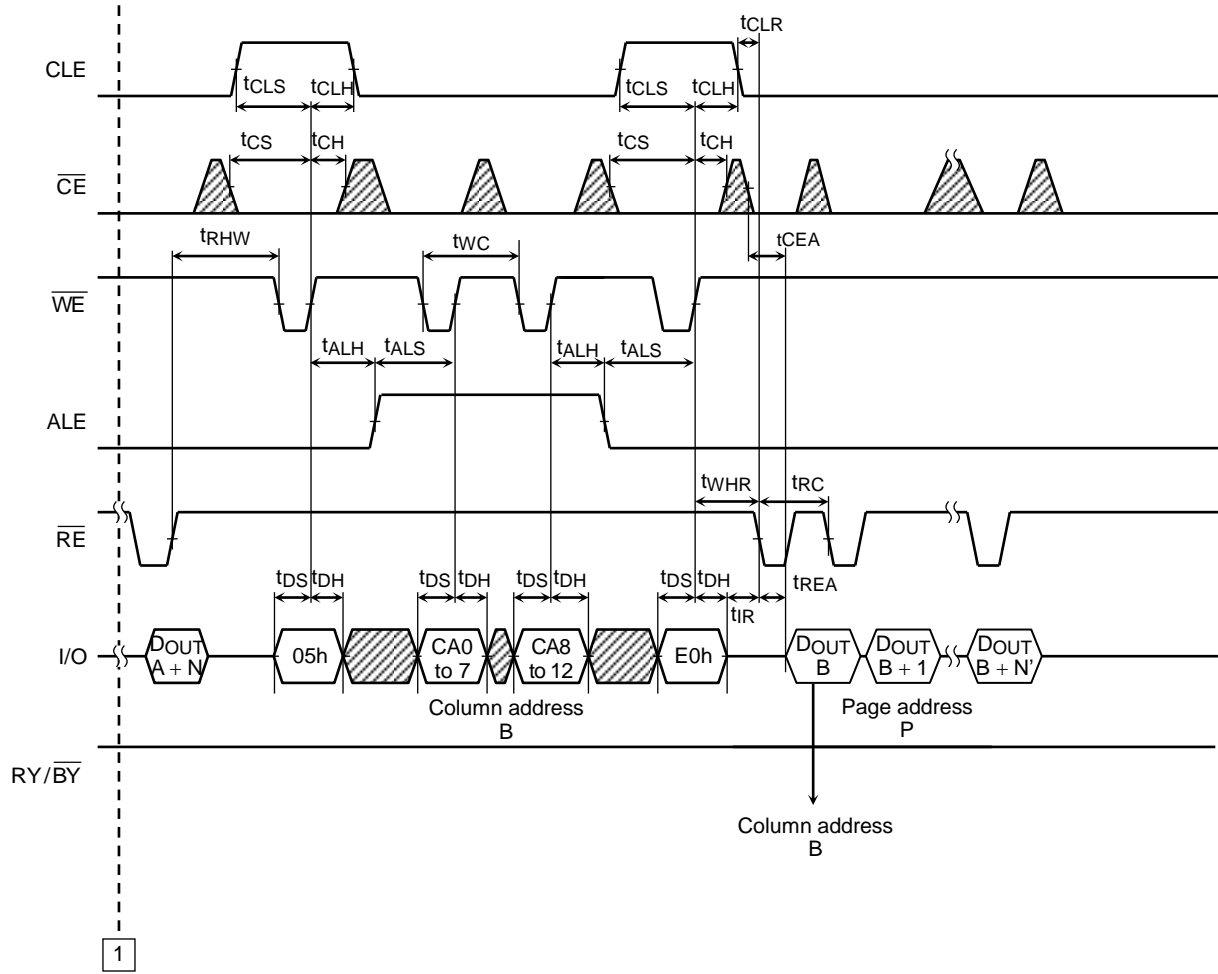 tCLR
CLE
tCLS tCLH tCLS tCLH
tCS tCH tCS tCH
CE
tRHW tWC tCEA
WE
tALH tALS tALH tALS
ALE
tWHR tRC
RE
tDS tDH tDS tDH tDS tDH tDS tDH tREA
tIR
I/O
DOUT
A + N
05h
CA0
to 7
CA8
to 12
E0h
DOUT
B
DOUT
B + 1
DOUT
B + N’
Column address
B
Page address
P
RY/BY
Column address
B
1